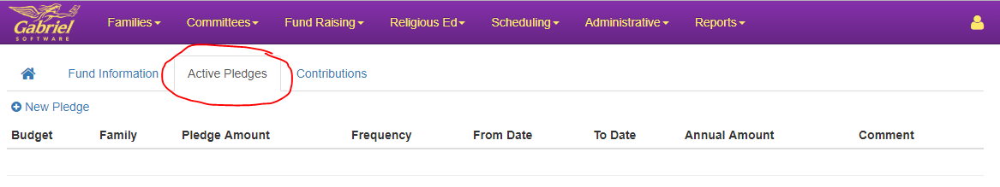 Gabriel
SOFTWARE
Families Committees Fund Raising Religious Ed Scheduling Administrative Reports
Fund Information Active Pledges Contributions
New Pledge
Budget Family Pledge Amount Frequency From Date To Date Annual Amount Comment